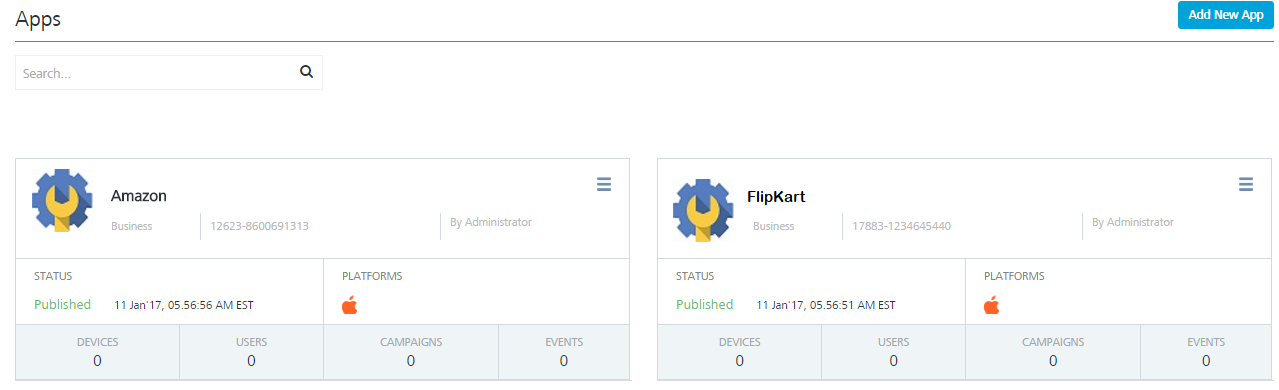 Apps
Add New App
Search...
Amazon
Business 12623-8600691313 By Administrator
STATUS PLATFORMS
Published 11 Jan'17, 05.56:56 AM EST
DEVICES USERS CAMPAIGNS EVENTS
0 0 0 0
FlipKart
Business 17883-1234645440 By Administrator
STATUS PLATFORMS
Published 11 Jan'17, 05.56:51 AM EST
DEVICES USERS CAMPAIGNS EVENTS
0 0 0 0